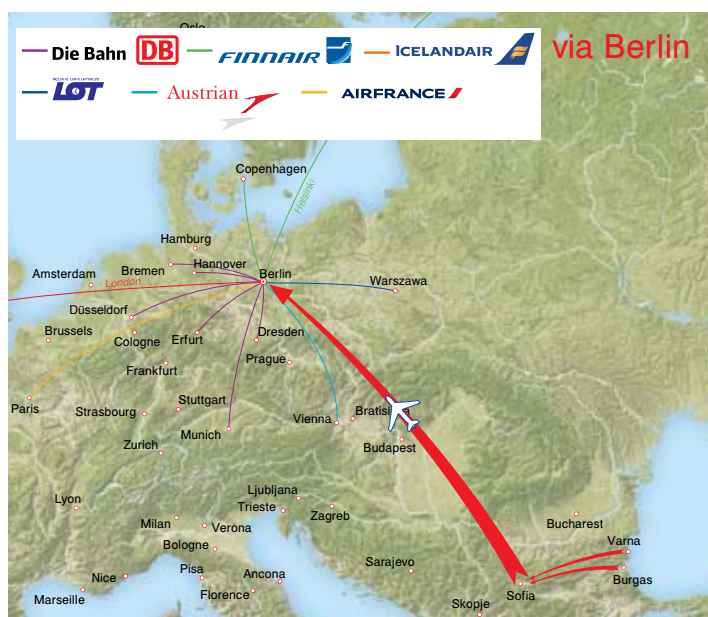 Oslo
Die Bahn DB FINNAIR ICELANDAIR
via Berlin
LOT Austrian AIRFRANCE
Copenhagen
Helsinki
Hamburg
Bremen Hannover
Berlin
Amsterdam
London
Warszawa
Düsseldorf
Brussels
Cologne Erfurt Dresden
Prague
Frankfurt
Paris
Strasbourg Stuttgart
Vienna
Munich
Zurich
Budapest
Ljubljana
Lyon
Trieste
Zagreb
Milan Verona
Bucharest
Bologne
Varna
Sarajevo
Pisa
Nice Ancona
Burgas
Marseille
Florence
Sofia
Skopje